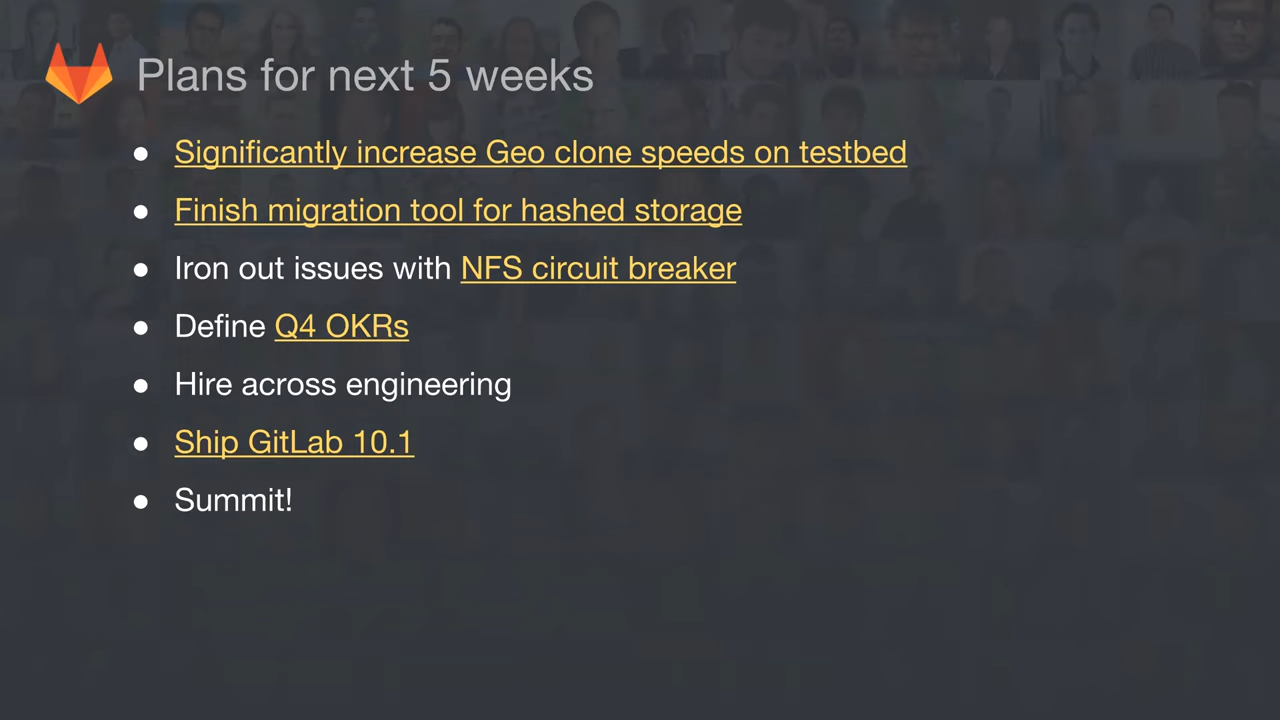 Plans for next 5 weeks
● Significantly increase Geo clone speeds on testbed
● Finish migration tool for hashed storage
● Iron out issues with NFS circuit breaker
● Define Q4 OKRs
● Hire across engineering
● Ship GitLab 10.1
● Summit!